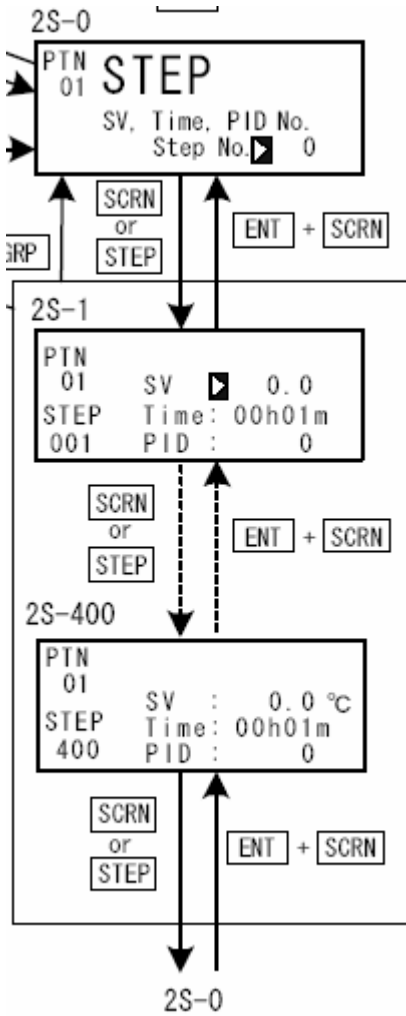 2S-0
PTN
01
STEP
SV, Time, PID No.
Step No. 0
SCRN
or
STEP
ENT + SCRN
GRP
2S-1
PTN
01
SV 0.0
STEP Time: 00h01m
001 PID : 0
SCRN
or
STEP
ENT + SCRN
2S-400
PTN
01
SV : 0.0 ℃
STEP Time: 00h01m
400 PID : 0
SCRN
or
STEP
ENT + SCRN
2S-0